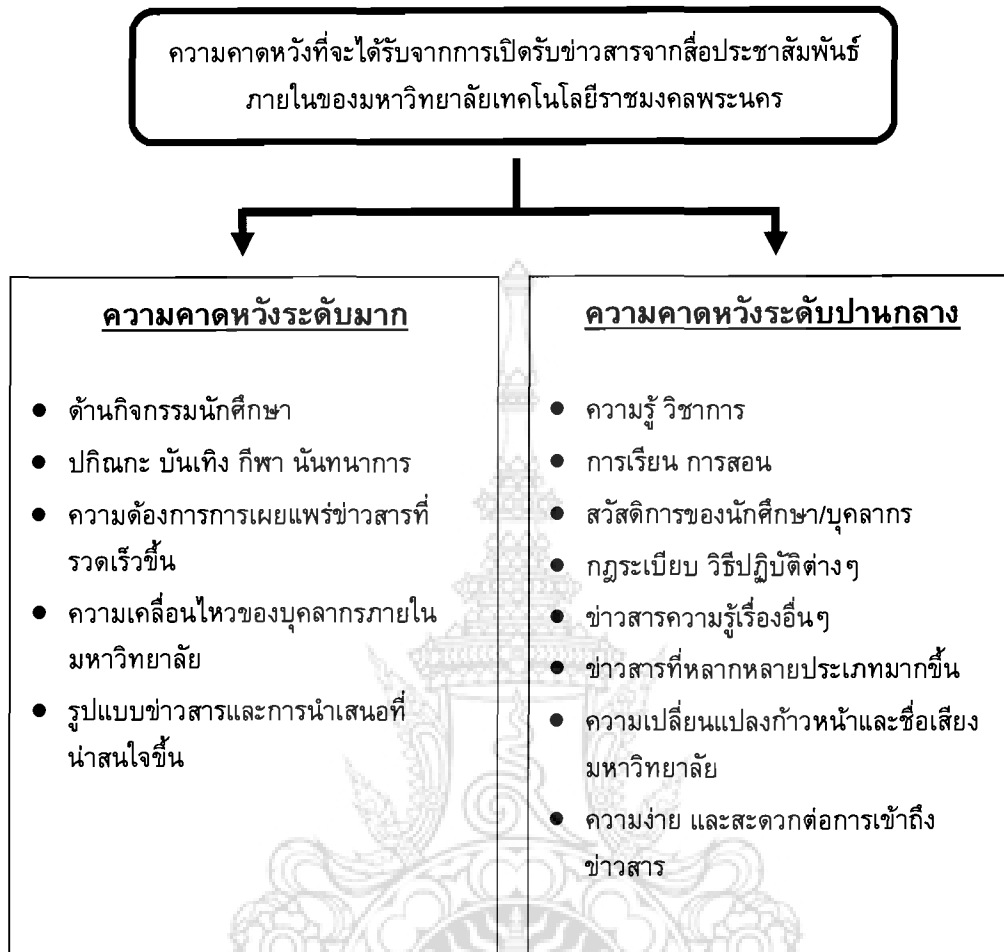 ความคาดหวังที่จะได้รับจากการเปิดรับข่าวสารจากสื่อประชาสัมพันธ์
ภายในของมหาวิทยาลัยเทคโนโลยีราชมงคลพระนคร
ความคาดหวังระดับมาก
● ด้านกิจกรรมนักศึกษา
● ปกิณกะ บันเทิง กีฬา นันทนาการ
● ความต้องการการเผยแพร่ข่าวสารที่
รวดเร็วขึ้น
● ความเคลื่อนไหวของบุคลากรภายใน
มหาวิทยาลัย
● รูปแบบข่าวสารและการนำเสนอที่
น่าสนใจขึ้น
ความคาดหวังระดับปานกลาง
● ความรู้ วิชาการ
● การเรียน การสอน
● สวัสดิการของนักศึกษา/บุคลากร
● กฎระเบียบ วิธีปฏิบัติต่างๆ
● ข่าวสารความรู้เรื่องอื่นๆ
● ข่าวสารที่หลากหลายประเภทมากขึ้น
● ความเปลี่ยนแปลงก้าวหน้าและชื่อเสียง
มหาวิทยาลัย
● ความง่าย และสะดวกต่อการเข้าถึง
ข่าวสาร